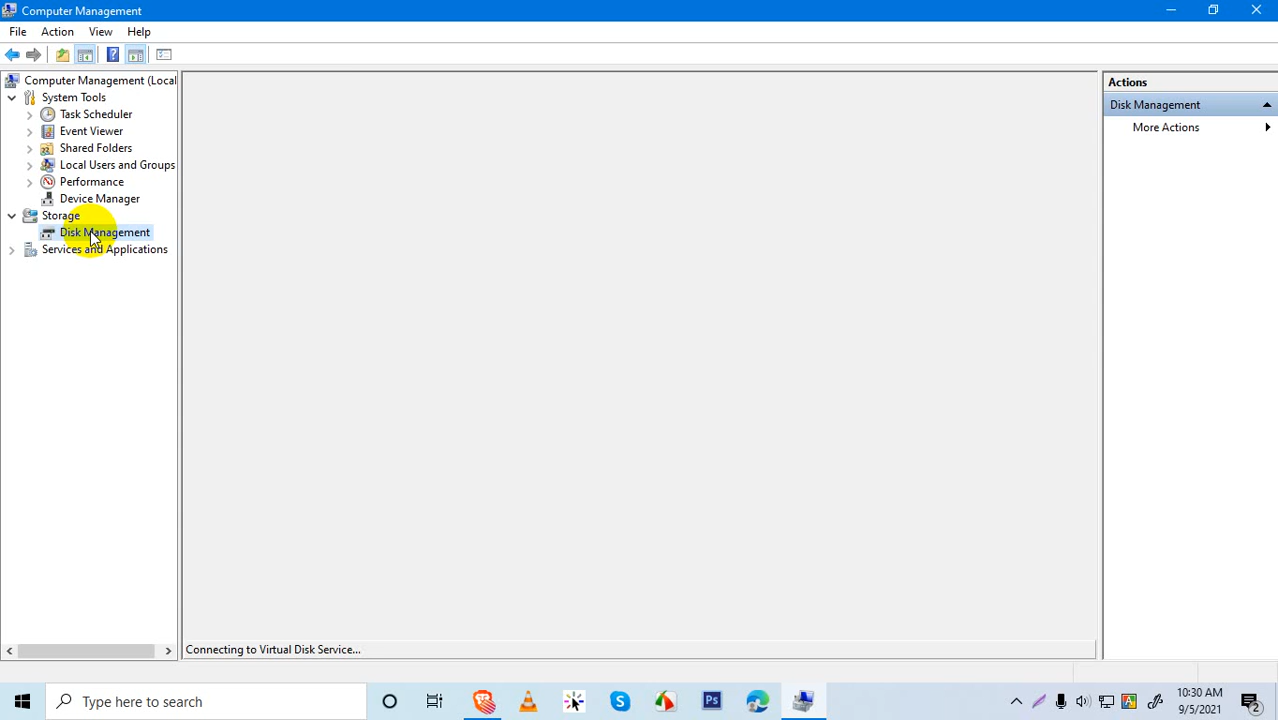 Computer Management
File Action View Help
Computer Management (Local
System Tools
Task Scheduler
Event Viewer
Shared Folders
Local Users and Groups
Performance
Device Manager
Storage
Disk Management
Services and Applications
Connecting to Virtual Disk Service...
Actions
Disk Management
More Actions
Type here to search
Ps
A
10:30 AM
9/5/2021
2